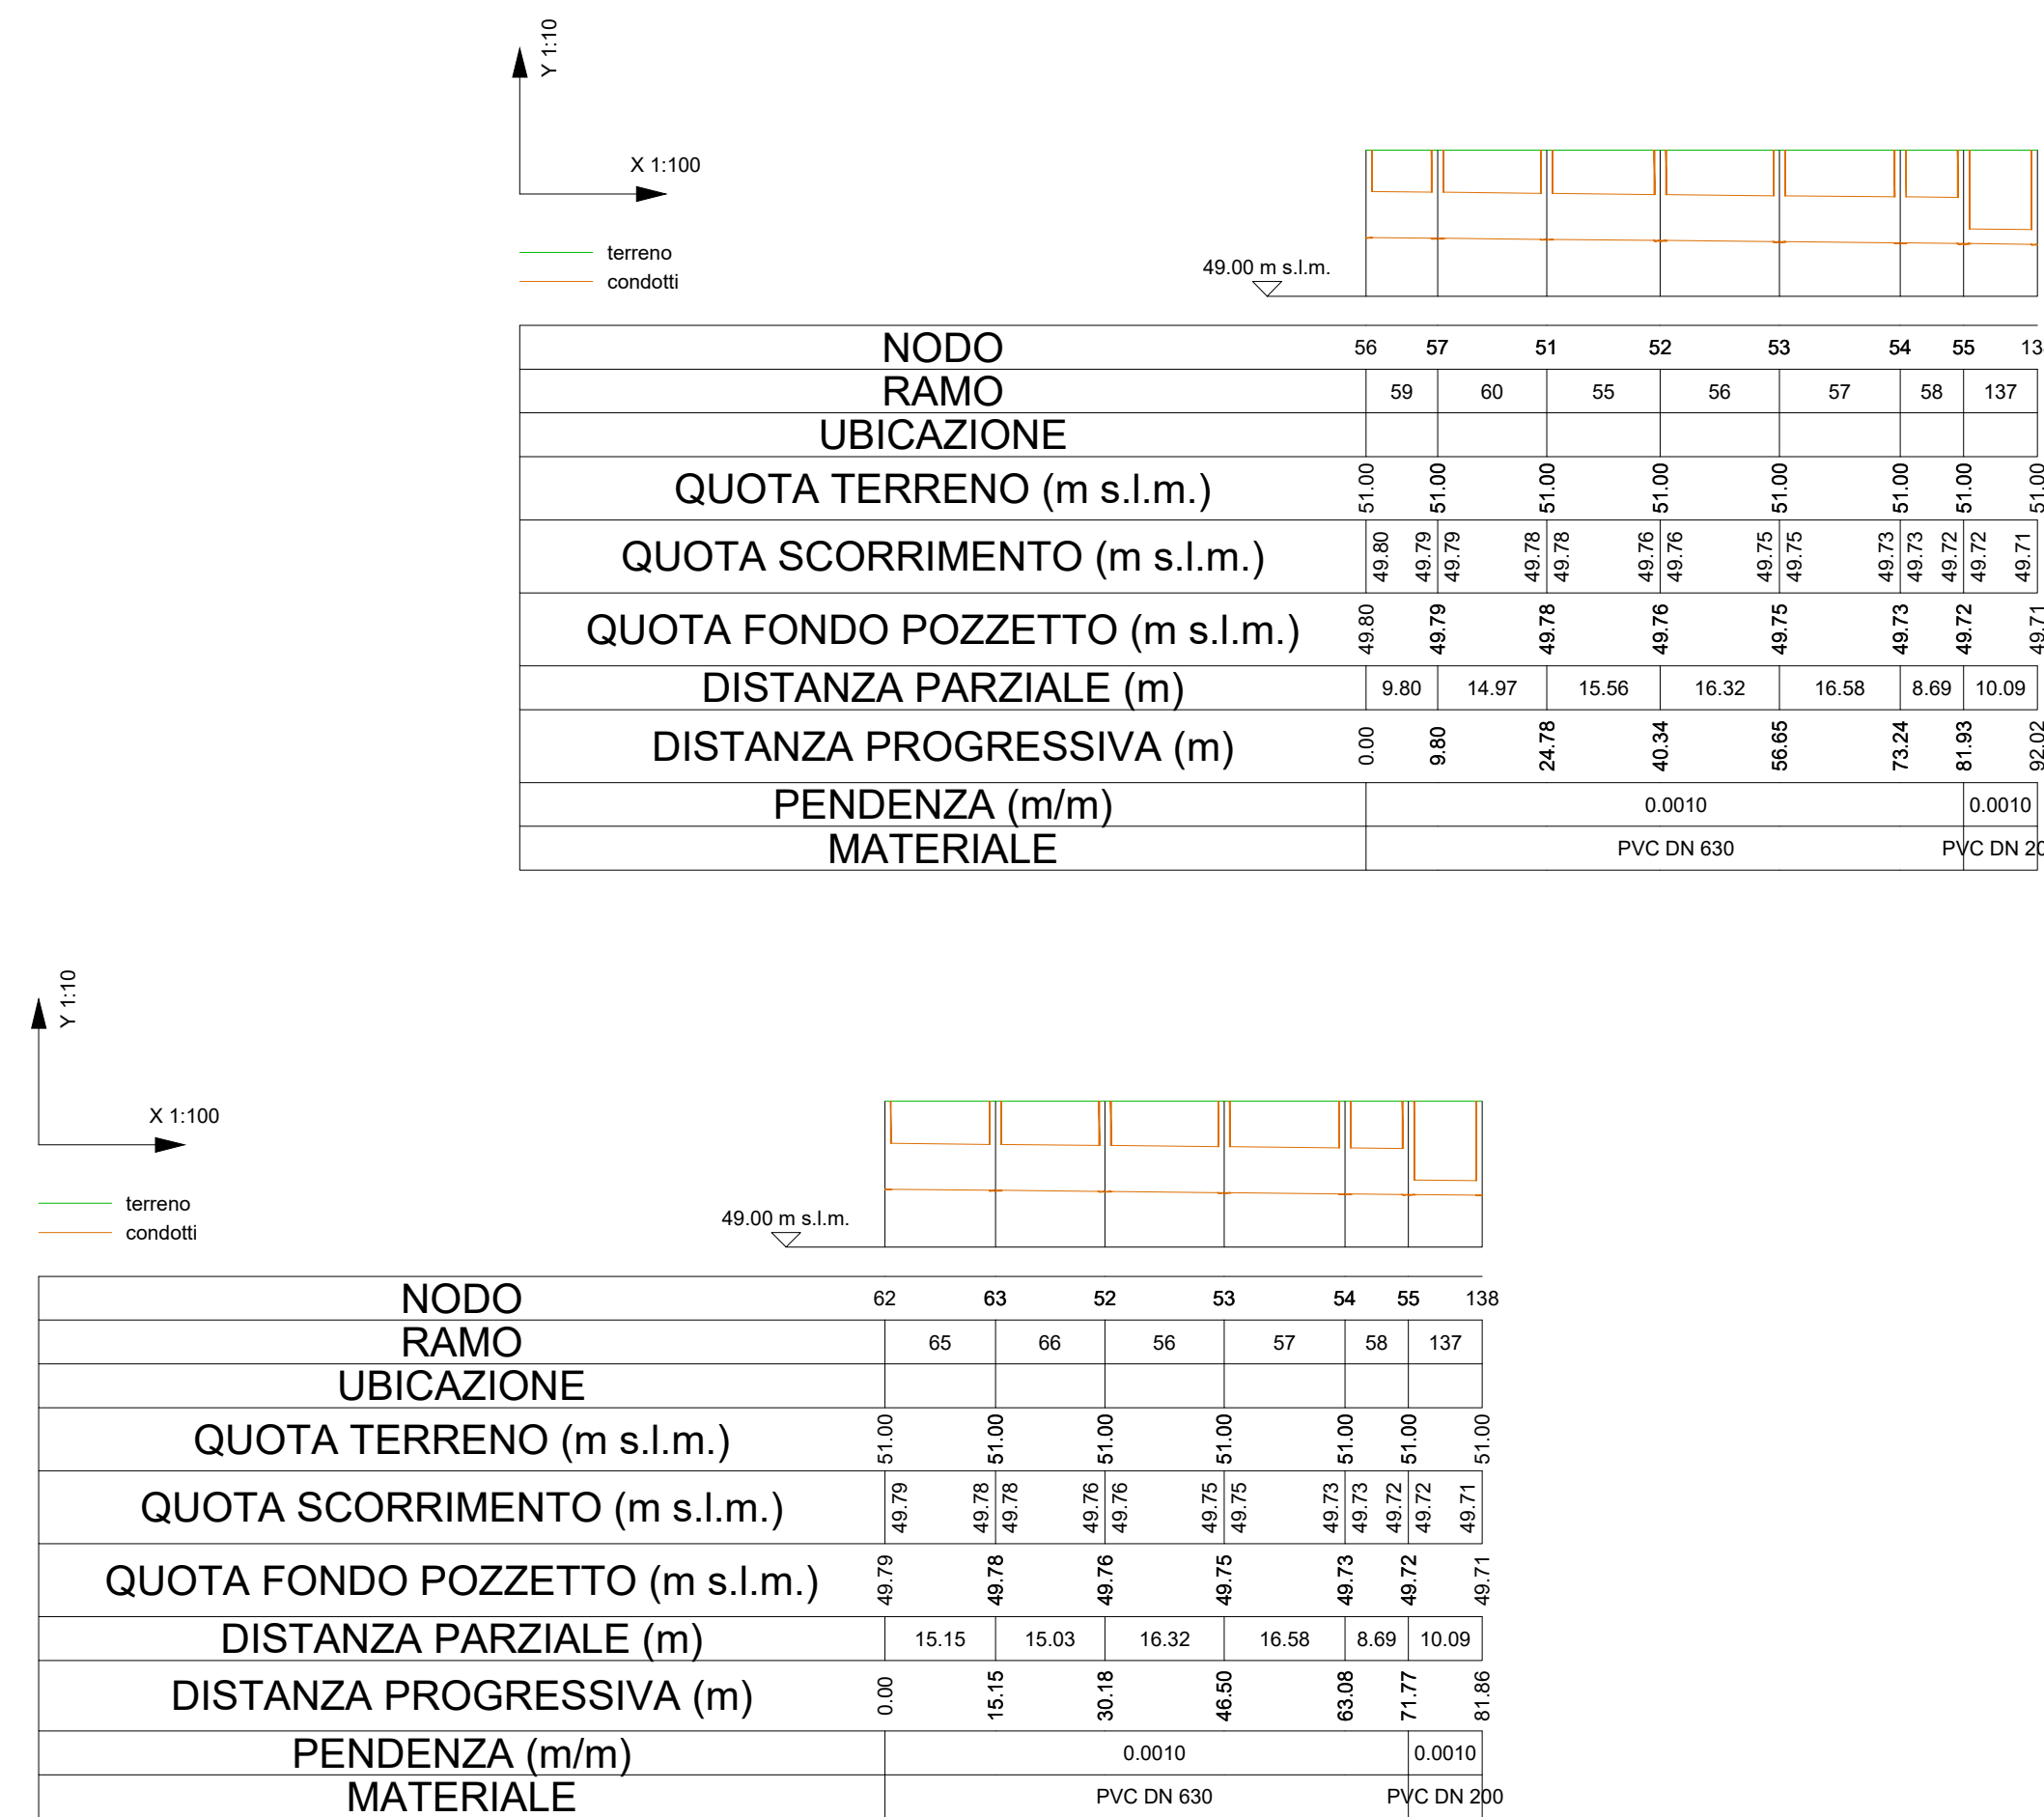 Y 1:10
X 1:100
terreno
condotti
49.00 m s.l.m.
NODO 56 57 51 52 53 54 55 13
RAMO 59 60 55 56 57 58 137
UBICAZIONE
QUOTA TERRENO (m s.l.m.) 51.00 51.00 51.00 51.00 51.00 51.00 51.00 51.00
QUOTA SCORRIMENTO (m s.l.m.) 49.80 49.79 49.79 49.78 49.78 49.76 49.76 49.75 49.75 49.73 49.73 49.72 49.72 49.71
QUOTA FONDO POZZETTO (m s.l.m.) 49.80 49.79 49.78 49.76 49.75 49.73 49.72 49.71
DISTANZA PARZIALE (m) 9.80 14.97 15.56 16.32 16.58 8.69 10.09
DISTANZA PROGRESSIVA (m) 0.00 9.80 24.78 40.34 56.65 73.24 81.93 92.02
PENDENZA (m/m) 0.0010 0.0010
MATERIALE PVC DN 630 PVC DN 20
Y 1:10
X 1:100
terreno
condotti
49.00 m s.l.m.
NODO 62 63 52 53 54 55 138
RAMO 65 66 56 57 58 137
UBICAZIONE
QUOTA TERRENO (m s.l.m.) 51.00 51.00 51.00 51.00 51.00 51.00 51.00
QUOTA SCORRIMENTO (m s.l.m.) 49.79 49.78 49.78 49.76 49.76 49.75 49.75 49.73 49.73 49.72 49.72 49.71
QUOTA FONDO POZZETTO (m s.l.m.) 49.79 49.78 49.76 49.75 49.73 49.72 49.71
DISTANZA PARZIALE (m) 15.15 15.03 16.32 16.58 8.69 10.09
DISTANZA PROGRESSIVA (m) 0.00 15.15 30.18 46.50 63.08 71.77 81.86
PENDENZA (m/m) 0.0010 0.0010
MATERIALE PVC DN 630 PVC DN 200